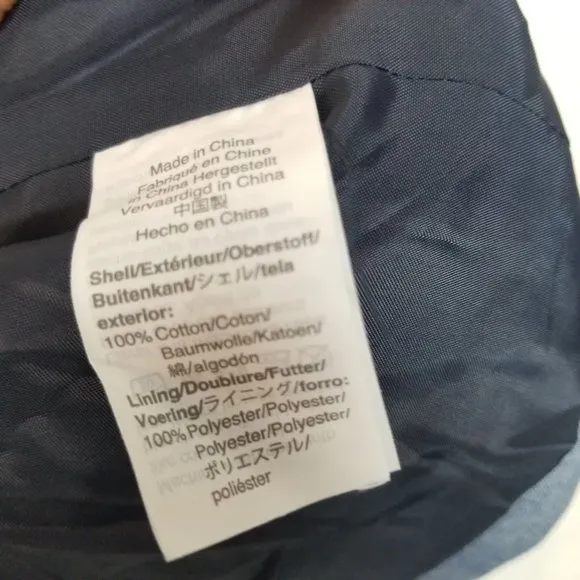 Made in China
Fabriqué en Chine
in China Hergestellt
Vervaardigd in China
中国製
Hecho en China
Shell/Extérieur/Oberstoff/
Buitenkant/シェル/tela
exterior:
100% Cotton/Coton/
Baumwolle/Katoen/
綿/algodón
Lining/Doublure/Futter/
Voering/ライニング/forro:
100% Polyester/Polyester/
Polyester/Polyester/
ポリエステル/
poliéster